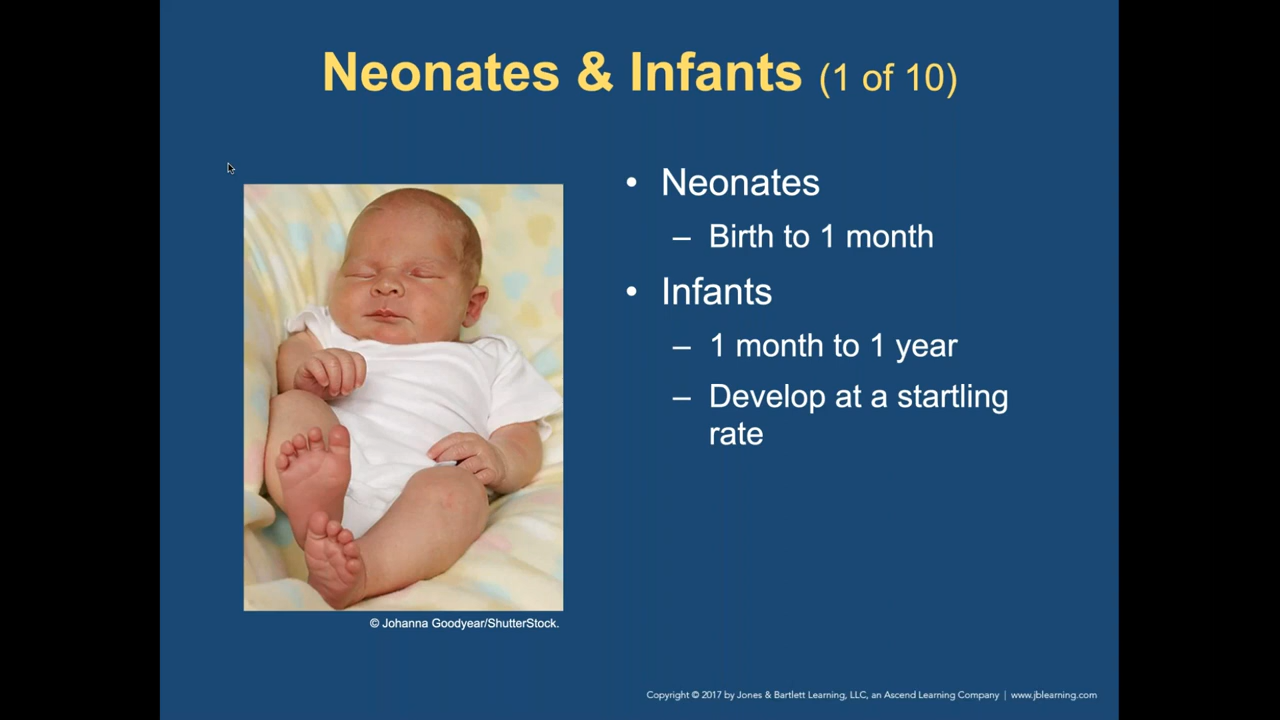 Neonates & Infants (1 of 10)
• Neonates
– Birth to 1 month
• Infants
– 1 month to 1 year
– Develop at a startling
rate
© Johanna Goodyear/ShutterStock.
Copyright © 2017 by Jones & Bartlett Learning, LLC, an Ascend Learning Company | www.jblearning.com